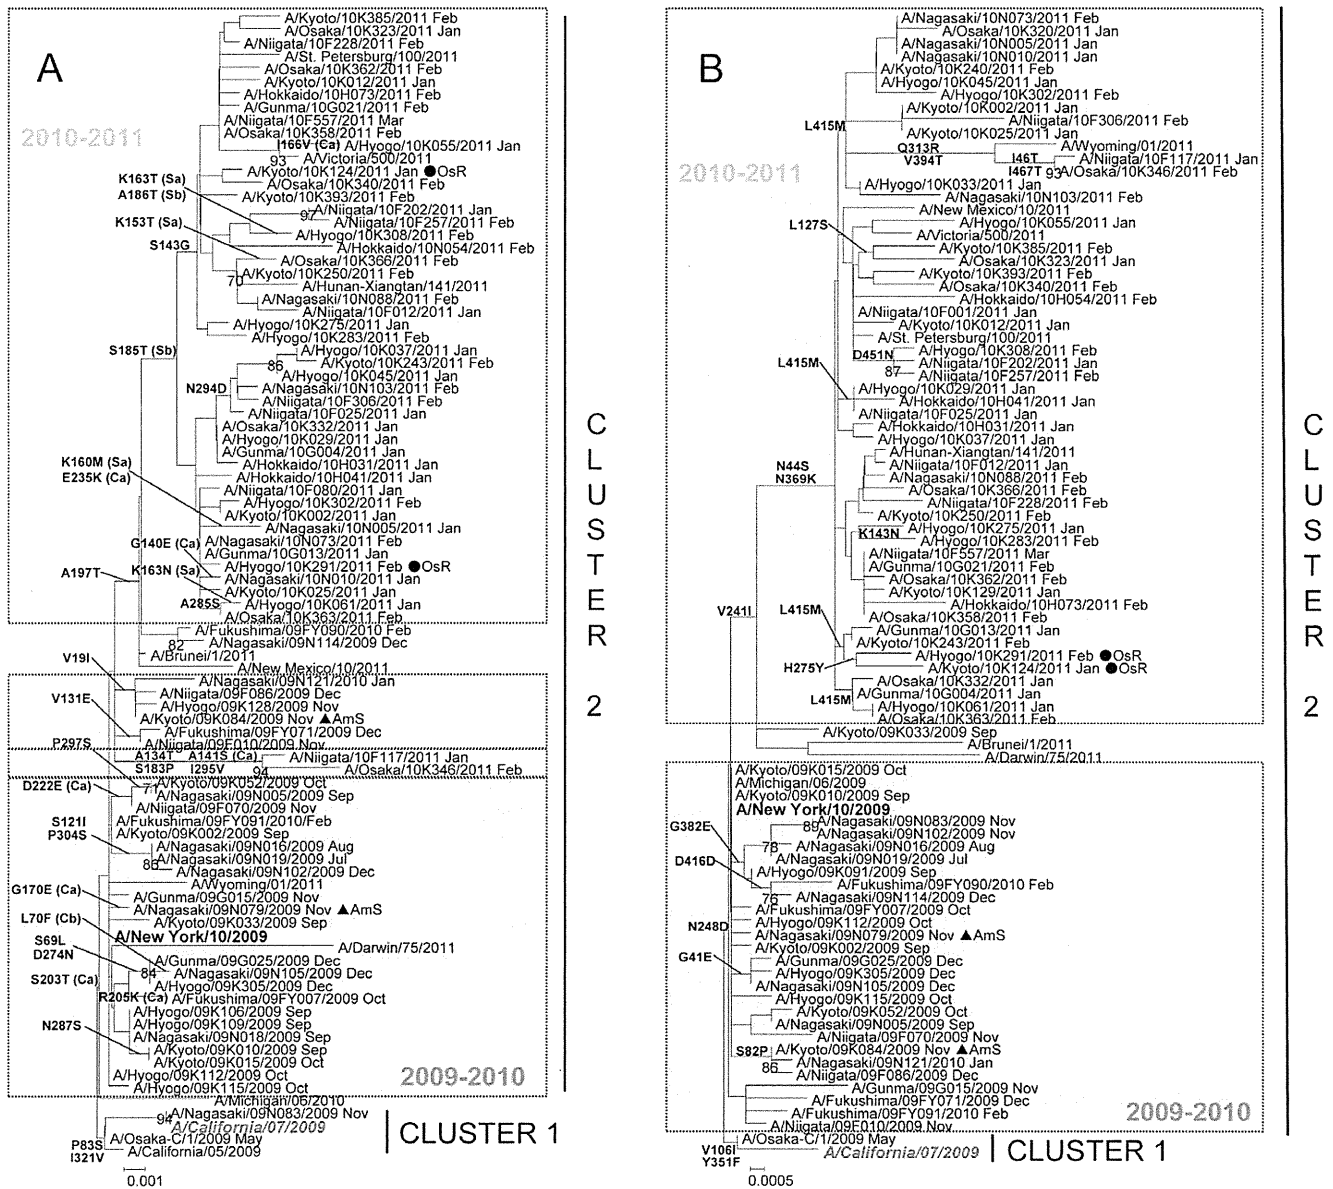 A
2010-2011
A/Kyoto/10K385/2011 Feb
A/Osaka/10K323/2011 Jan
A/Niigata/10F228/2011 Feb
A/St. Petersburg/100/2011
A/Osaka/10K362/2011 Feb
A/Kyoto/10K012/2011 Jan
A/Hokkaido/10H073/2011 Feb
A/Gunma/10G021/2011 Feb
A/Niigata/10F557/2011 Mar
A/Osaka/10K358/2011 Feb
I166V (Ca) A/Hyogo/10K055/2011 Jan
93 A/Victoria/500/2011
A/Kyoto/10K124/2011 Jan ●OsR
K163T (Sa)
A/Osaka/10K340/2011 Feb
A186T (Sb)
A/Kyoto/10K393/2011 Feb
97 A/Niigata/10F202/2011 Jan
K153T (Sa)
A/Niigata/10F257/2011 Feb
A/Hyogo/10K308/2011 Feb
S143G
A/Hokkaido/10N054/2011 Feb
A/Osaka/10K366/2011 Feb
A/Kyoto/10K250/2011 Feb
70
A/Hunan-Xiangtan/141/2011
A/Nagasaki/10N088/2011 Feb
A/Niigata/10F012/2011 Jan
A/Hyogo/10K275/2011 Jan
A/Hyogo/10K283/2011 Feb
S185T (Sb)
A/Hyogo/10K037/2011 Jan
86 A/Kyoto/10K243/2011 Feb
A/Hyogo/10K045/2011 Jan
N294D
A/Nagasaki/10N103/2011 Feb
A/Niigata/10F306/2011 Feb
A/Niigata/10F025/2011 Jan
A/Osaka/10K332/2011 Jan
A/Hyogo/10K029/2011 Jan
A/Gunma/10G004/2011 Jan
K160M (Sa)
A/Hokkaido/10H031/2011 Jan
E235K (Ca)
A/Hokkaido/10H041/2011 Jan
A/Niigata/10F080/2011 Jan
A/Hyogo/10K302/2011 Feb
A/Kyoto/10K002/2011 Jan
A/Nagasaki/10N005/2011 Jan
G140E (Ca)
A/Nagasaki/10N073/2011 Feb
A/Gunma/10G013/2011 Jan
A197T
K163N (Sa)
A/Hyogo/10K291/2011 Feb ●OsR
A/Nagasaki/10N010/2011 Jan
A/Kyoto/10K025/2011 Jan
A285S
A/Hyogo/10K061/2011 Jan
A/Osaka/10K363/2011 Feb
A/Fukushima/09FY090/2010 Feb
82 A/Nagasaki/09N114/2009 Dec
A/Brunei/1/2011
A/New Mexico/10/2011
V19I
A/Nagasaki/09N121/2010 Jan
A/Niigata/09F086/2009 Dec
V131E
A/Hyogo/09K128/2009 Nov
A/Kyoto/09K084/2009 Nov ▲AmS
A/Fukushima/09FY071/2009 Dec
P297S
A/Niigata/09F010/2009 Nov
A134T A141S (Ca)
A/Niigata/10F117/2011 Jan
S183P I295V
94 A/Osaka/10K346/2011 Feb
D222E (Ca)
71 A/Kyoto/09K052/2009 Oct
A/Nagasaki/09N005/2009 Sep
A/Niigata/09F070/2009 Nov
S121I
A/Fukushima/09FY091/2010/Feb
P304S
A/Kyoto/09K002/2009 Sep
A/Nagasaki/09N016/2009 Aug
86 A/Nagasaki/09N019/2009 Jul
A/Nagasaki/09N102/2009 Dec
G170E (Ca)
A/Wyoming/01/2011
A/Gunma/09G015/2009 Nov
L70F (Cb)
A/Nagasaki/09N079/2009 Nov ▲AmS
A/Kyoto/09K033/2009 Sep
S69L
D274N
A/New York/10/2009
A/Darwin/75/2011
A/Gunma/09G025/2009 Dec
84 A/Nagasaki/09N105/2009 Dec
S203T (Ca)
A/Hyogo/09K305/2009 Dec
R205K (Ca) A/Fukushima/09FY007/2009 Oct
A/Hyogo/09K106/2009 Sep
N287S
A/Hyogo/09K109/2009 Sep
A/Nagasaki/09N018/2009 Sep
A/Kyoto/09K010/2009 Sep
A/Kyoto/09K015/2009 Oct
A/Hyogo/09K112/2009 Oct
A/Hyogo/09K115/2009 Oct
2009-2010
A/Michigan/06/2010
94 A/Nagasaki/09N083/2009 Nov
A/California/07/2009
P83S
I321V
A/Osaka-C/1/2009 May
A/California/05/2009
CLUSTER 1
0.001
CLUSTER
2
B
2010-2011
A/Nagasaki/10N073/2011 Feb
A/Osaka/10K320/2011 Jan
A/Nagasaki/10N005/2011 Jan
A/Nagasaki/10N010/2011 Jan
A/Kyoto/10K240/2011 Feb
A/Hyogo/10K045/2011 Jan
A/Hyogo/10K302/2011 Feb
A/Kyoto/10K002/2011 Jan
L415M
A/Niigata/10F306/2011 Feb
A/Kyoto/10K025/2011 Jan
Q313R
V394T
A/Wyoming/01/2011
I46T A/Niigata/10F117/2011 Jan
I467T 93 A/Osaka/10K346/2011 Feb
A/Hyogo/10K033/2011 Jan
A/Nagasaki/10N103/2011 Feb
A/New Mexico/10/2011
L127S
A/Hyogo/10K055/2011 Jan
A/Victoria/500/2011
A/Kyoto/10K385/2011 Feb
A/Osaka/10K323/2011 Jan
A/Kyoto/10K393/2011 Feb
A/Osaka/10K340/2011 Feb
A/Hokkaido/10H054/2011 Feb
A/Niigata/10F001/2011 Jan
A/Kyoto/10K012/2011 Jan
A/St. Petersburg/100/2011
D451N
A/Hyogo/10K308/2011 Feb
L415M
A/Niigata/10F202/2011 Jan
87 A/Niigata/10F257/2011 Feb
A/Hyogo/10K029/2011 Jan
A/Hokkaido/10H041/2011 Jan
A/Niigata/10F025/2011 Jan
A/Hokkaido/10H031/2011 Jan
A/Hyogo/10K037/2011 Jan
A/Hunan-Xiangtan/141/2011
N44S
N369K
A/Niigata/10F012/2011 Jan
A/Nagasaki/10N088/2011 Feb
A/Osaka/10K366/2011 Feb
A/Niigata/10F228/2011 Feb
A/Kyoto/10K250/2011 Feb
A/Hyogo/10K275/2011 Jan
K143N
A/Hyogo/10K283/2011 Feb
A/Niigata/10F557/2011 Mar
A/Gunma/10G021/2011 Feb
A/Osaka/10K362/2011 Feb
A/Kyoto/10K129/2011 Jan
A/Hokkaido/10H073/2011 Feb
V241I
L415M
A/Osaka/10K358/2011 Feb
A/Gunma/10G013/2011 Jan
A/Kyoto/10K243/2011 Feb
A/Hyogo/10K291/2011 Feb ●OsR
H275Y
A/Kyoto/10K124/2011 Jan ●OsR
A/Osaka/10K332/2011 Jan
L415M
A/Gunma/10G004/2011 Jan
A/Hyogo/10K061/2011 Jan
A/Osaka/10K363/2011 Feb
A/Kyoto/09K033/2009 Sep
A/Brunei/1/2011
A/Darwin/75/2011
A/Kyoto/09K015/2009 Oct
A/Michigan/06/2009
A/Kyoto/09K010/2009 Sep
A/New York/10/2009
G382E
89 A/Nagasaki/09N083/2009 Nov
A/Nagasaki/09N102/2009 Nov
78 A/Nagasaki/09N016/2009 Aug
D416D
A/Nagasaki/09N019/2009 Jul
A/Hyogo/09K091/2009 Sep
A/Fukushima/09FY090/2010 Feb
76 A/Nagasaki/09N114/2009 Dec
A/Fukushima/09FY007/2009 Oct
N248D
A/Hyogo/09K112/2009 Oct
A/Nagasaki/09N079/2009 Nov ▲AmS
A/Kyoto/09K002/2009 Sep
G41E
A/Gunma/09G025/2009 Dec
A/Hyogo/09K305/2009 Dec
A/Nagasaki/09N105/2009 Dec
A/Hyogo/09K115/2009 Oct
A/Kyoto/09K052/2009 Oct
A/Nagasaki/09N005/2009 Sep
A/Niigata/09F070/2009 Nov
S82P
A/Kyoto/09K084/2009 Nov ▲AmS
86 A/Nagasaki/09N121/2010 Jan
A/Niigata/09F086/2009 Dec
A/Gunma/09G015/2009 Nov
A/Fukushima/09FY071/2009 Dec
A/Fukushima/09FY091/2010 Feb
A/Niigata/09F010/2009 Nov
2009-2010
V106I
Y351F
A/Osaka-C/1/2009 May
A/California/07/2009
CLUSTER 1
0.0005
CLUSTER
2